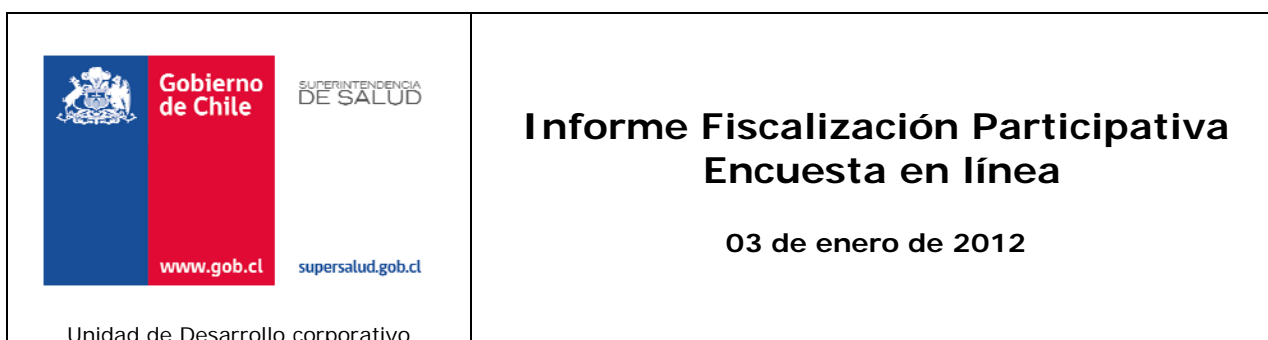 Gobierno
de Chile
SUPERINTENDENCIA
DE SALUD
www.gob.cl
supersalud.gob.cl
Unidad de Desarrollo corporativo
Informe Fiscalización Participativa
Encuesta en línea
03 de enero de 2012